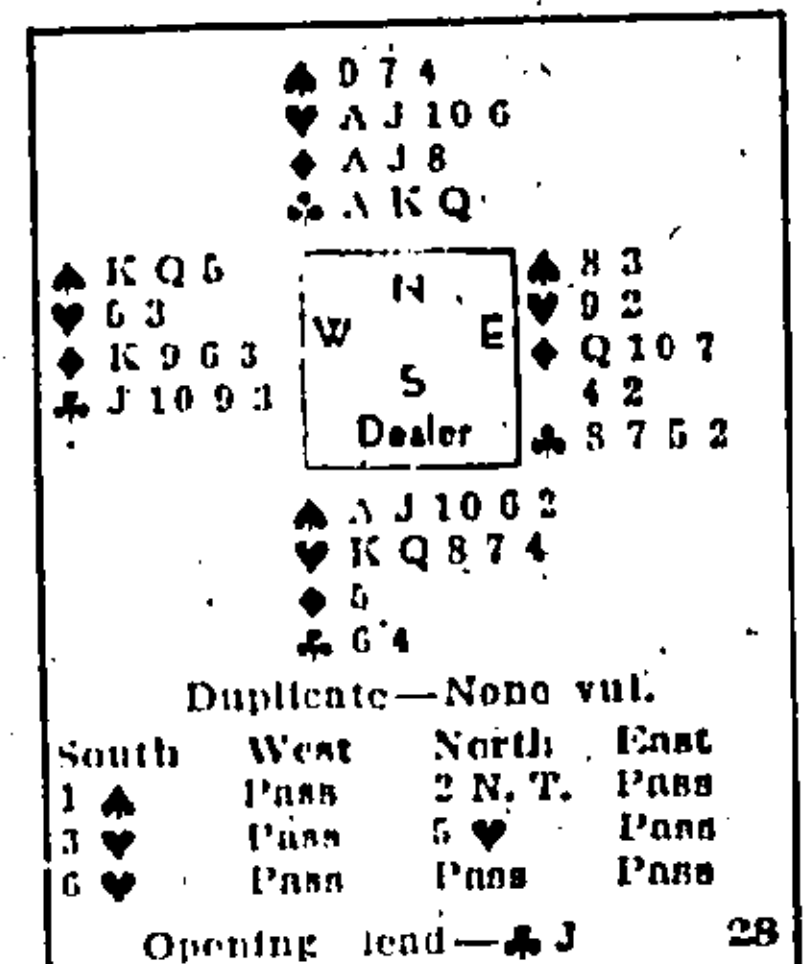 ♠ 9 7 4
♥ A J 10 6
♦ A J 8
♣ A K Q
♠ K Q 5
♥ 5 3
♦ K 9 6 3
♣ J 10 9 3
N
W E
S
Dealer
♠ 8 3
♥ 9 2
♦ Q 10 7
4 2
♣ 8 7 5 2
♠ A J 10 6 2
♥ K Q 8 7 4
♦ 5
♣ 6 4
Duplicate—None vul.
South West North East
1 ♠ Pass 2 N. T. Pass
3 ♥ Pass 5 ♥ Pass
6 ♥ Pass Pass Pass
Opening lead—♣ J 28